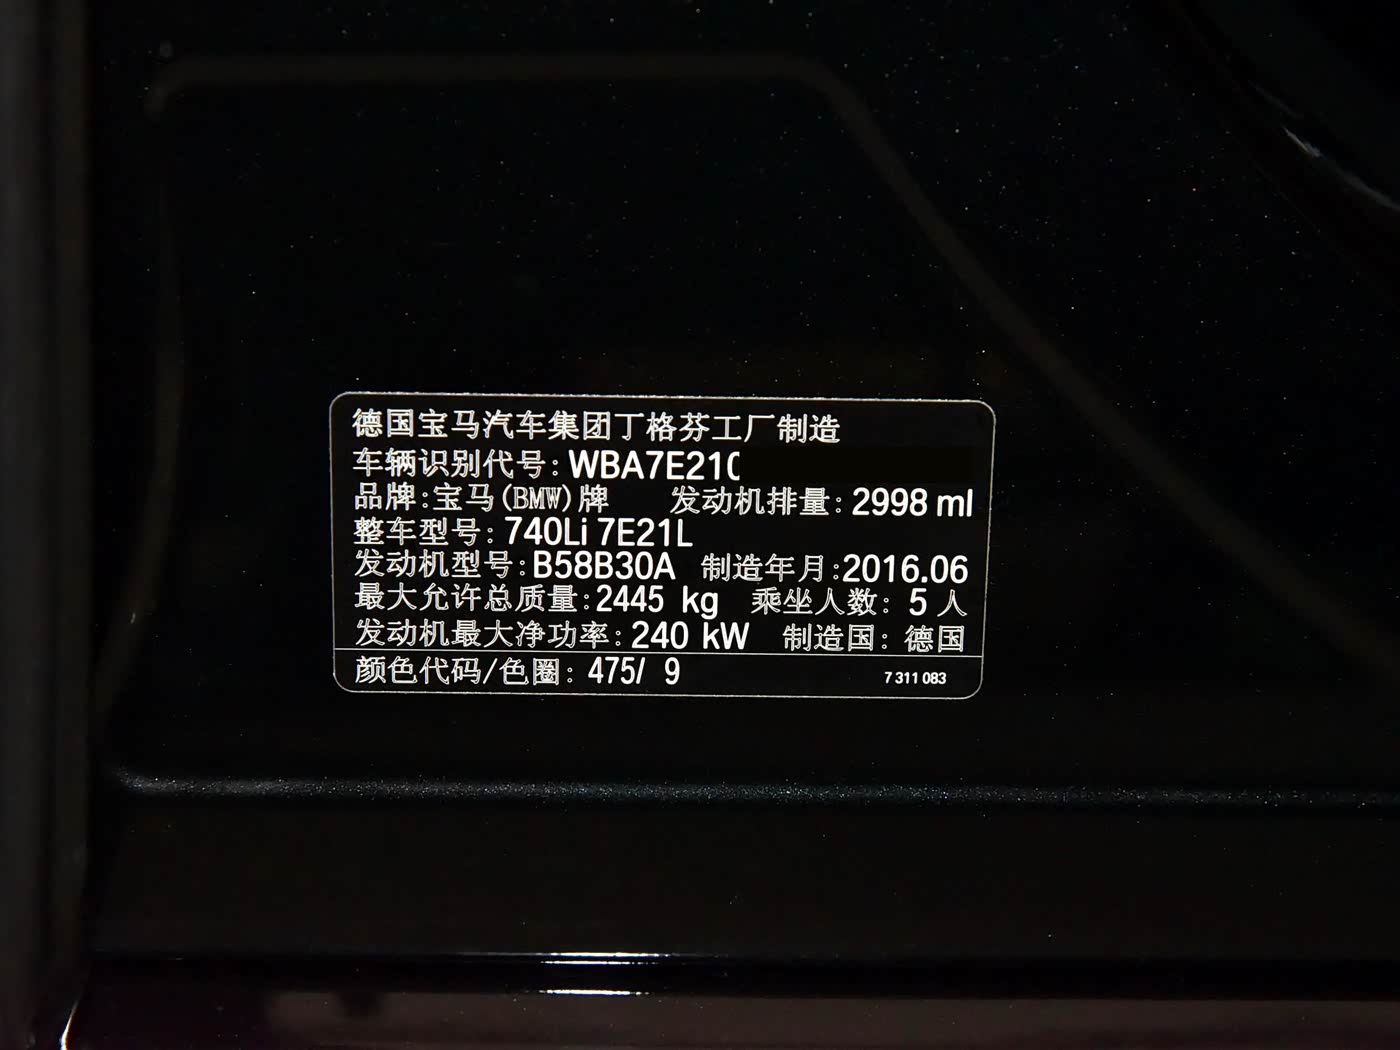 德国宝马汽车集团丁格芬工厂制造
车辆识别代号: WBA7E210
品牌:宝马(BMW)牌 发动机排量: 2998 ml
整车型号: 740Li 7E21L
发动机型号: B58B30A 制造年月: 2016.06
最大允许总质量: 2445 kg 乘坐人数: 5 人
发动机最大净功率: 240 kW 制造国: 德国
颜色代码/色圈: 475/ 9 7 311 083